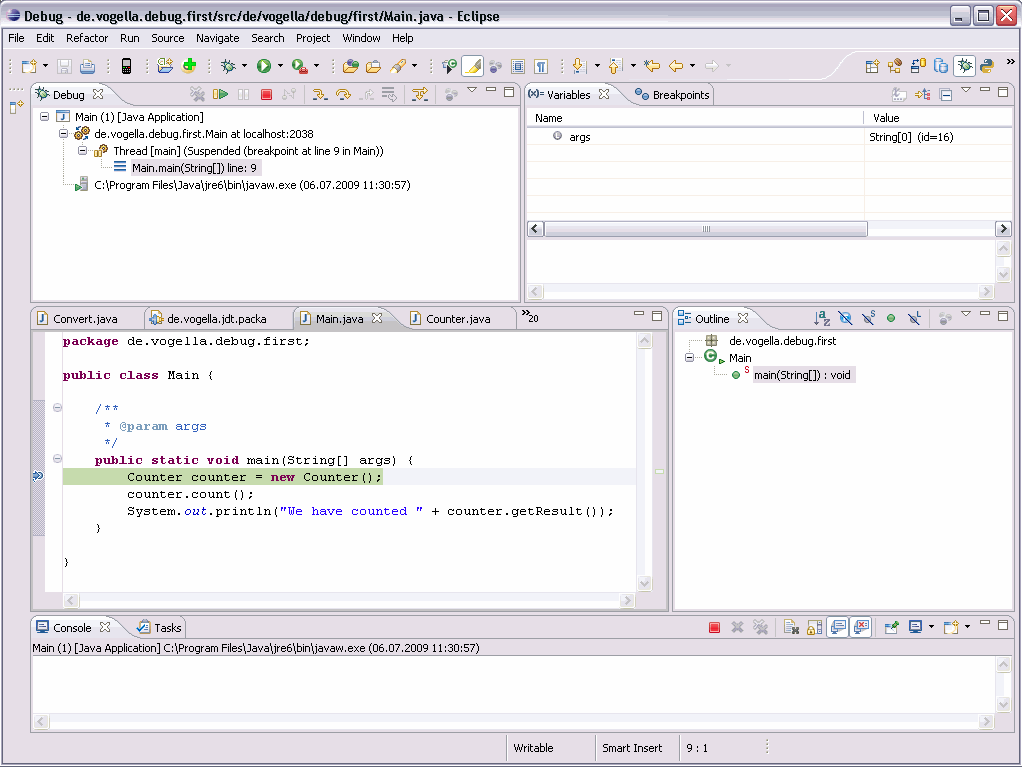 Debug - de.vogella.debug.first/src/de/vogella/debug/first/Main.java - Eclipse
File Edit Refactor Run Source Navigate Search Project Window Help
Debug
Main (1) [Java Application]
de.vogella.debug.first.Main at localhost:2038
Thread [main] (Suspended (breakpoint at line 9 in Main))
Main.main(String[]) line: 9
C:\Program Files\Java\jre6\bin\javaw.exe (06.07.2009 11:30:57)
(x)= Variables Breakpoints
Name Value
args String[0] (id=16)
Convert.java de.vogella.jdt.packa Main.java Counter.java »20
package de.vogella.debug.first;
public class Main {
/**
* @param args
*/
public static void main(String[] args) {
Counter counter = new Counter();
counter.count();
System.out.println("We have counted " + counter.getResult());
}
}
Outline
de.vogella.debug.first
Main
main(String[]) : void
Console Tasks
Main (1) [Java Application] C:\Program Files\Java\jre6\bin\javaw.exe (06.07.2009 11:30:57)
Writable Smart Insert 9 : 1